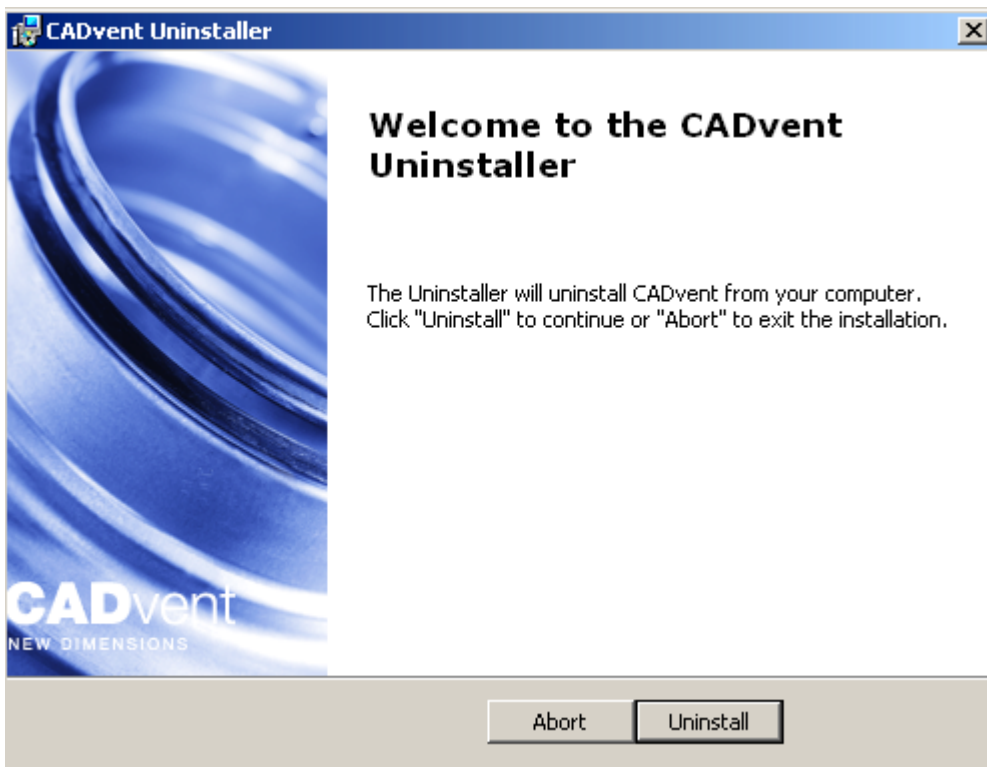 CADvent Uninstaller
Welcome to the CADvent
Uninstaller
The Uninstaller will uninstall CADvent from your computer.
Click "Uninstall" to continue or "Abort" to exit the installation.
CADvent
NEW DIMENSIONS
Abort
Uninstall